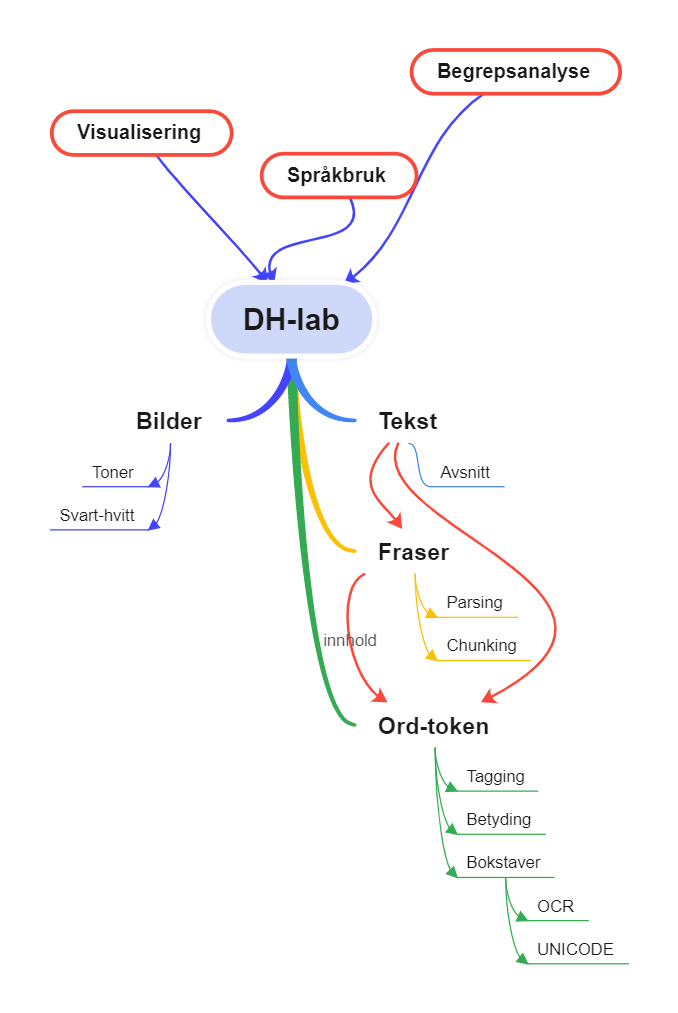 Begrepsanalyse
Visualisering
Språkbruk
DH-lab
Bilder
Tekst
Toner
Avsnitt
Svart-hvitt
Fraser
Parsing
innhold
Chunking
Ord-token
Tagging
Betyding
Bokstaver
OCR
UNICODE